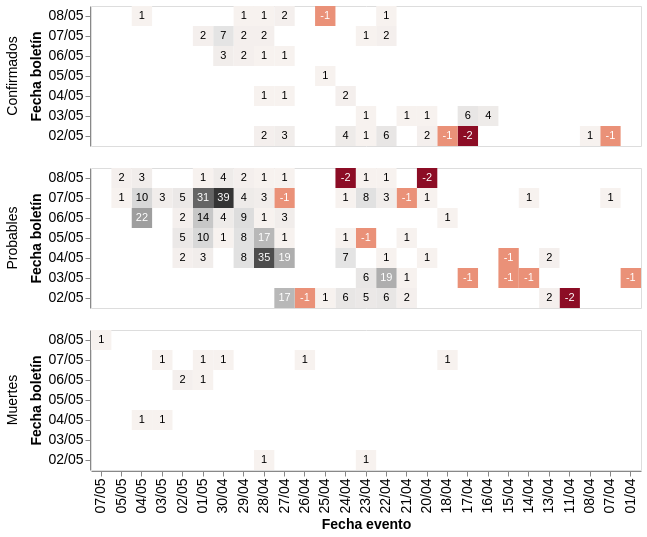 Confirmados
Fecha boletín
08/05 1 1 1 2 -1 1
07/05 2 7 2 2 1 2
06/05 3 2 1 1
05/05 1
04/05 1 1 2
03/05 1 1 1 6 4
02/05 2 3 4 1 6 2 -1 -2 1 -1
Probables
Fecha boletín
08/05 2 3 1 4 2 1 1 -2 1 1 -2
07/05 1 10 3 5 31 39 4 3 -1 1 8 3 -1 1 1 1
06/05 22 2 14 4 9 1 3 1
05/05 5 10 1 8 17 1 1 -1 1
04/05 2 3 8 35 19 7 1 1 -1 2
03/05 6 19 1 -1 -1 -1 -1
02/05 17 -1 1 6 5 6 2 2 -2
Muertes
Fecha boletín
08/05 1
07/05 1 1 1 1 1
06/05 2 1
05/05
04/05 1 1
03/05
02/05 1 1
07/05 05/05 04/05 03/05 02/05 01/05 30/04 29/04 28/04 27/04 26/04 25/04 24/04 23/04 22/04 21/04 20/04 18/04 17/04 16/04 15/04 14/04 13/04 11/04 08/04 07/04 01/04
Fecha evento